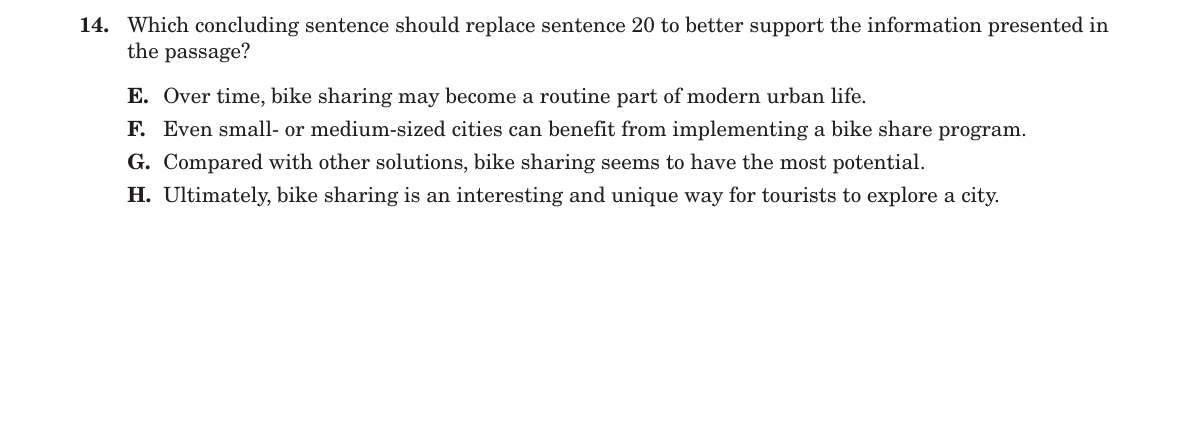 14. Which concluding sentence should replace sentence 20 to better support the information presented in
the passage?
E. Over time, bike sharing may become a routine part of modern urban life.
F. Even small- or medium-sized cities can benefit from implementing a bike share program.
G. Compared with other solutions, bike sharing seems to have the most potential.
H. Ultimately, bike sharing is an interesting and unique way for tourists to explore a city.